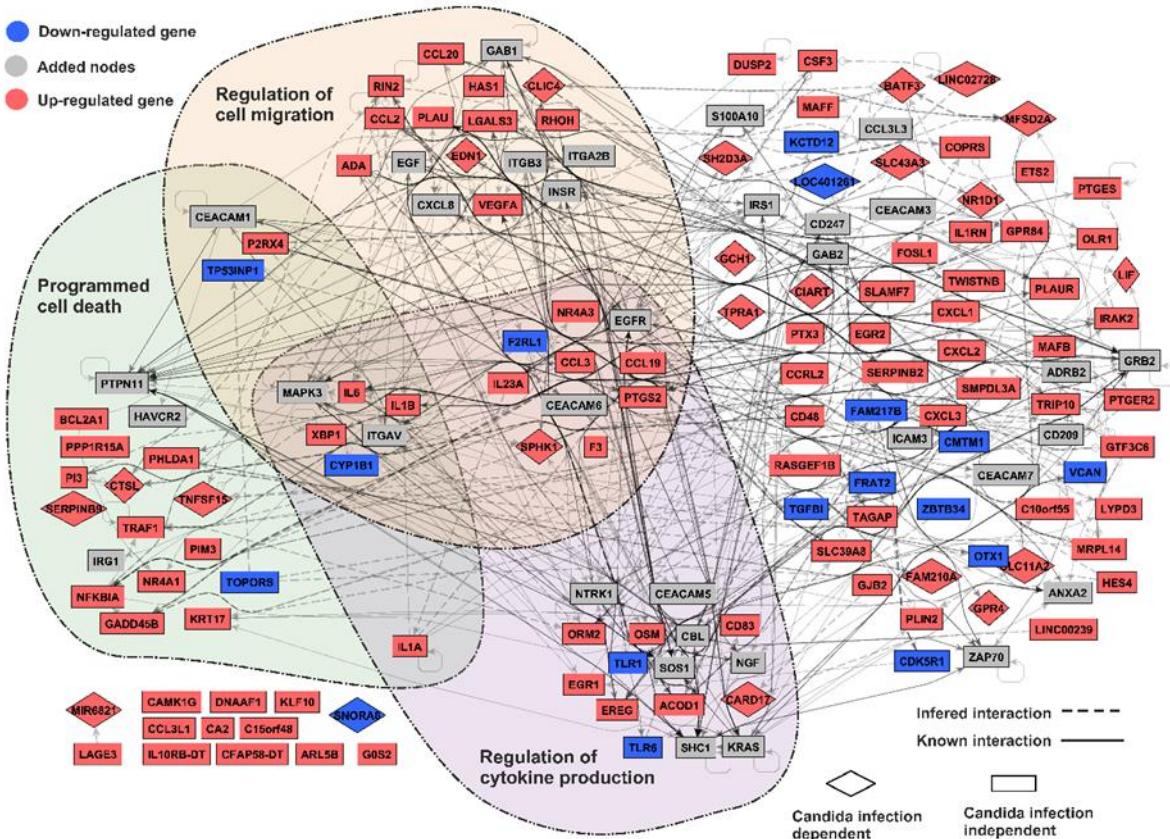 Down-regulated gene
Added nodes
Up-regulated gene
Regulation of
cell migration
CCL20
GAB1
RIN2
HAS1
CLIC4
CCL2
PLAU
LGALS3
RHOH
ADA
EGF
EDN1
ITGB3
ITGA2B
INSR
CXCL8
VEGFA
CEACAM1
P2RX4
TP53INP1
Programmed
cell death
NR4A3
EGFR
F2RL1
CCL3
CCL19
IL23A
PTGS2
CEACAM6
MAPK3
IL6
IL1B
XBP1
ITGAV
CYP1B1
SPHK1
F3
PTPN11
HAVCR2
BCL2A1
PPP1R15A
PHLDA1
PI3
CTSL
TNFSF15
SERPINB9
TRAF1
IRG1
PIM3
NR4A1
TOPORS
NFKBIA
GADD45B
KRT17
IL1A
NTRK1
CEACAM5
ORM2
OSM
CBL
CD83
TLR1
SOS1
NGF
EGR1
EREG
ACOD1
CARD17
TLR6
SHC1
KRAS
Regulation of
cytokine production
DUSP2
CSF3
BATF3
LINC02728
MAFF
MFSD2A
S100A10
CCL3L3
KCTD12
COPRS
SH2D3A
SLC43A3
ETS2
LOC401261
PTGES
NR1D1
IRS1
CEACAM3
CD247
IL1RN
GPR84
OLR1
GAB2
FOSL1
GCH1
LIF
TWISTNB
CIART
SLAMF7
PLAUR
TPRA1
CXCL1
IRAK2
PTX3
EGR2
MAFB
CXCL2
GRB2
CCRL2
SERPINB2
ADRB2
SMPDL3A
PTGER2
CD48
FAM217B
CXCL3
TRIP10
ICAM3
CMTM1
CD209
GTF3C6
RASGEF1B
CEACAM7
VCAN
FRAT2
TGFBI
ZBTB34
C10orf55
LYPD3
TAGAP
SLC39A8
OTX1
SLC11A2
MRPL14
GJB2
FAM210A
HES4
GPR4
ANXA2
PLIN2
LINC00239
CDK5R1
ZAP70
MIR6821
CAMK1G
DNAAF1
KLF10
SNORA6
CCL3L1
CA2
C15orf48
LAGE3
IL10RB-DT
CFAP58-DT
ARL5B
G0S2
Infered interaction
Known interaction
Candida infection
dependent
Candida infection
independent